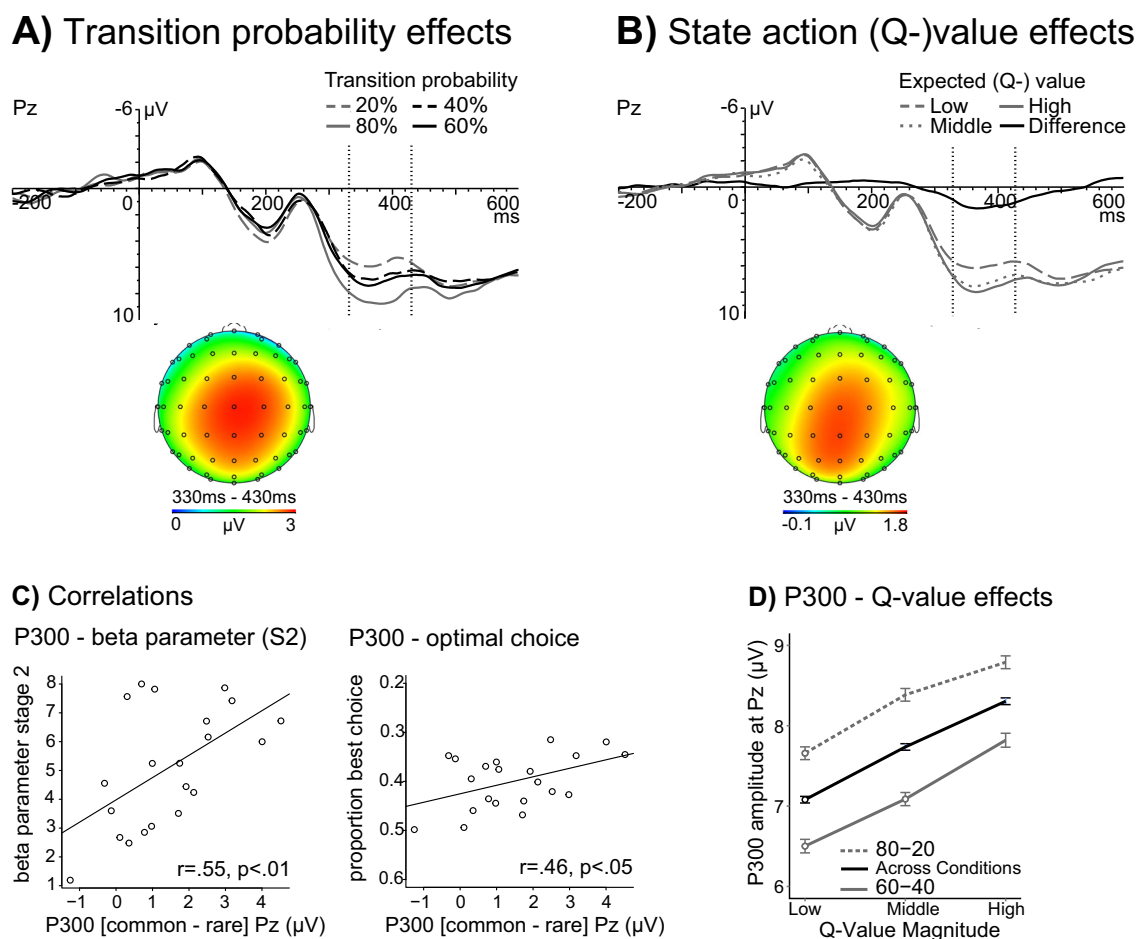 A) Transition probability effects
Transition probability
Pz
-6
µV
20%
40%
80%
60%
-200
0
200
400
600
ms
10
330ms - 430ms
0
µV
3
B) State action (Q-)value effects
Expected (Q-) value
Pz
-6
µV
Low
High
Middle
Difference
-200
0
200
400
600
ms
10
330ms - 430ms
-0.1
µV
1.8
C) Correlations
P300 - beta parameter (S2)
beta parameter stage 2
8
7
6
5
4
3
2
1
r=.55, p<.01
−1
0
1
2
3
4
P300 [common - rare] Pz (µV)
P300 - optimal choice
proportion best choice
0.2
0.3
0.4
0.5
0.6
r=.46, p<.05
−1
0
1
2
3
4
P300 [common - rare] Pz (µV)
D) P300 - Q-value effects
P300 amplitude at Pz (µV)
9
8
7
6
80−20
Across Conditions
60−40
Low
Middle
High
Q-Value Magnitude